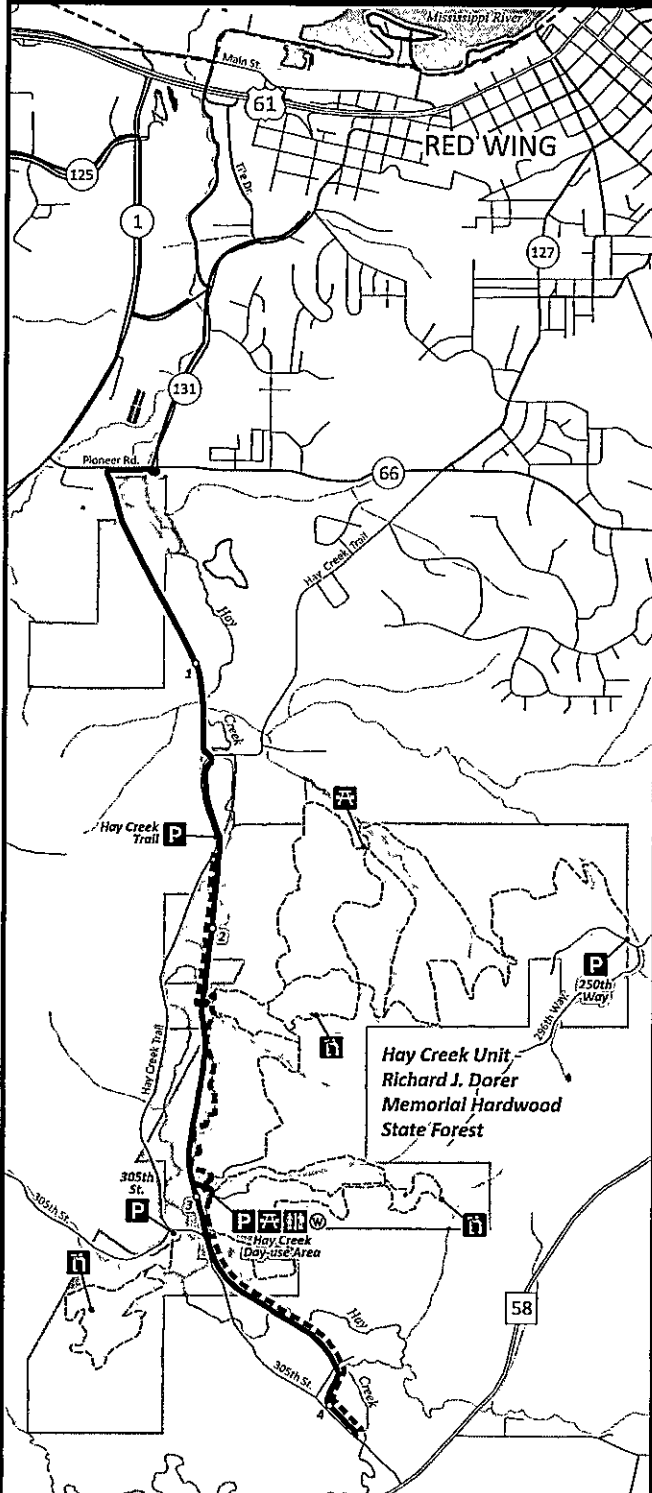 Mississippi River
Main St.
61
RED WING
125
Tile Dr.
1
127
131
Pioneer Rd.
66
Hay Creek Trail
Hay
1
Creek
Hay Creek
Trail
P
2
P
250th
Way
296th Way
Hay Creek Trail
Hay Creek Unit -
Richard J. Dorer
Memorial Hardwood
State Forest
305th
St.
P
305th St.
3
P
W
Hay Creek
Day-use Area
58
Hay
Creek
305th St.
4